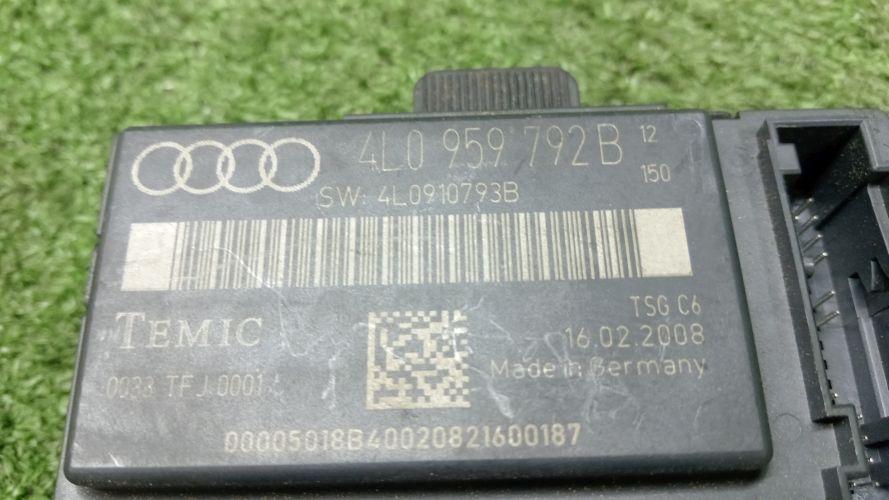 4L0 959 792 B 12
150
SW: 4L0910793B
TEMIC
TSG C6
16.02.2008
Made in Germany
0033 TFJ 0001
00005018B40020821600187